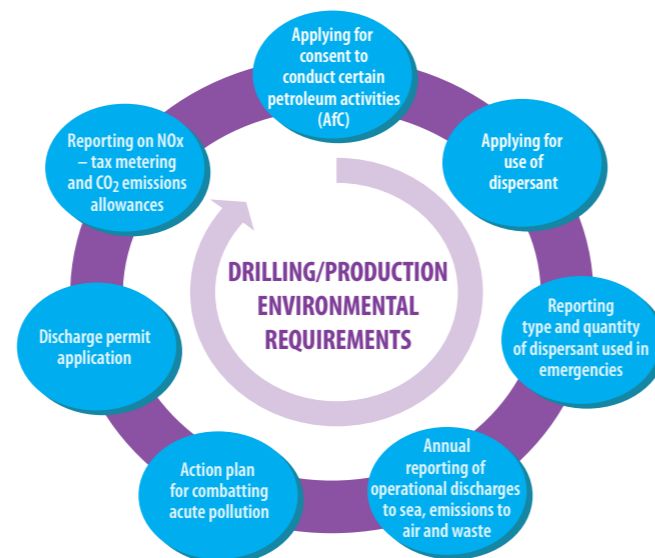 Applying for
consent to
conduct certain
petroleum activities
(AfC)
Applying for
use of
dispersant
Reporting
type and quantity
of dispersant used in
emergencies
Annual
reporting of
operational discharges
to sea, emissions to
air and waste
Action plan
for combatting
acute pollution
Discharge permit
application
Reporting on NOx
– tax metering
and CO2 emissions
allowances
DRILLING/PRODUCTION
ENVIRONMENTAL
REQUIREMENTS